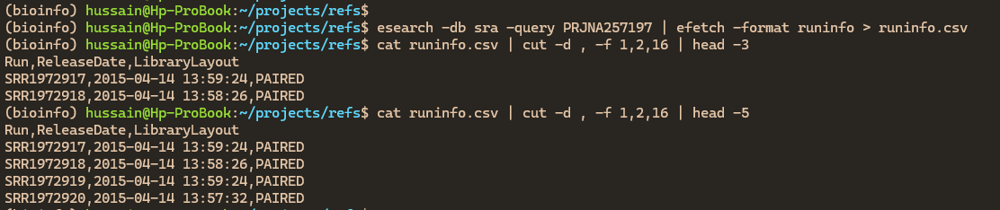 (bioinfo) hussain@Hp-ProBook:~/projects/refs$
(bioinfo) hussain@Hp-ProBook:~/projects/refs$ esearch -db sra -query PRJNA257197 | efetch -format runinfo > runinfo.csv
(bioinfo) hussain@Hp-ProBook:~/projects/refs$ cat runinfo.csv | cut -d , -f 1,2,16 | head -3
Run,ReleaseDate,LibraryLayout
SRR1972917,2015-04-14 13:59:24,PAIRED
SRR1972918,2015-04-14 13:58:26,PAIRED
(bioinfo) hussain@Hp-ProBook:~/projects/refs$ cat runinfo.csv | cut -d , -f 1,2,16 | head -5
Run,ReleaseDate,LibraryLayout
SRR1972917,2015-04-14 13:59:24,PAIRED
SRR1972918,2015-04-14 13:58:26,PAIRED
SRR1972919,2015-04-14 13:59:24,PAIRED
SRR1972920,2015-04-14 13:57:32,PAIRED